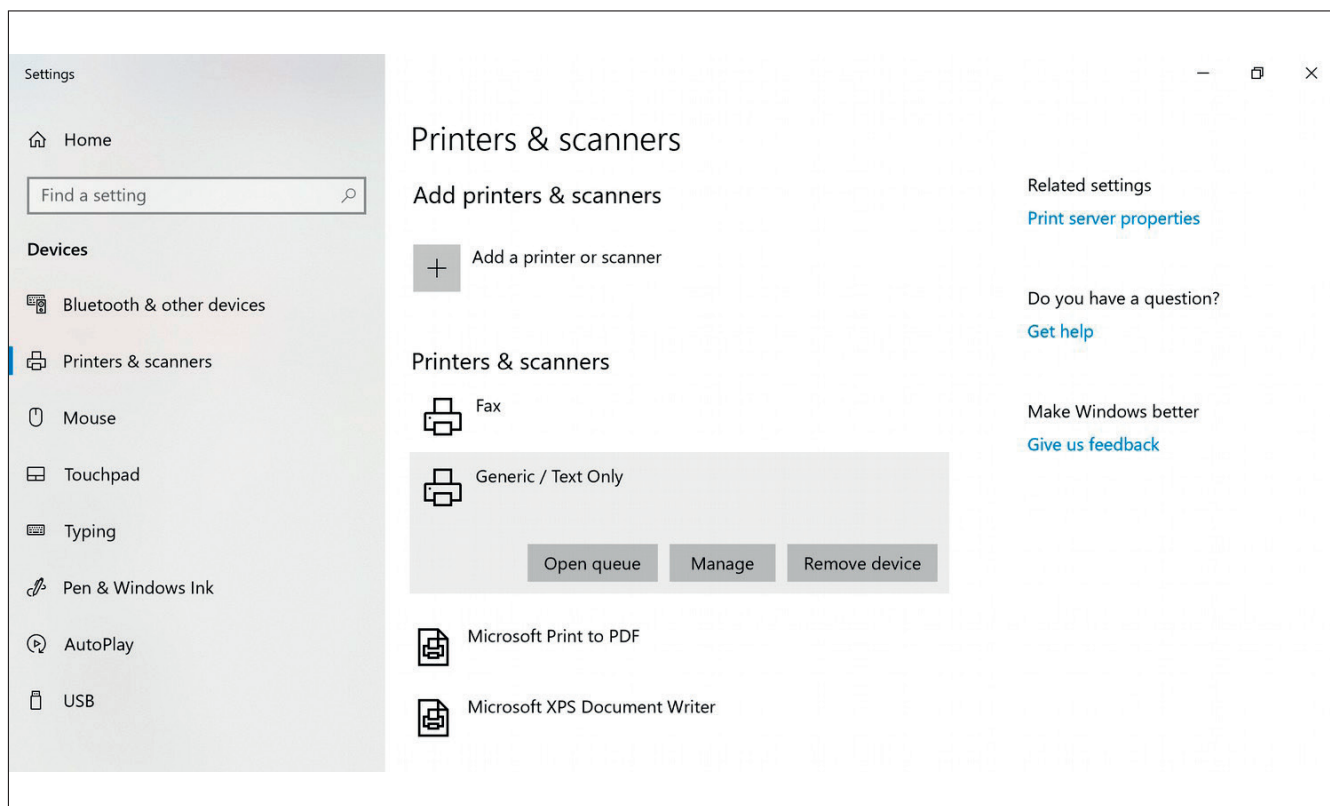 Settings
Home
Find a setting
Devices
Bluetooth & other devices
Printers & scanners
Mouse
Touchpad
Typing
Pen & Windows Ink
AutoPlay
USB
Printers & scanners
Add printers & scanners
Add a printer or scanner
Printers & scanners
Fax
Generic / Text Only
Open queue Manage Remove device
Microsoft Print to PDF
Microsoft XPS Document Writer
Related settings
Print server properties
Do you have a question?
Get help
Make Windows better
Give us feedback